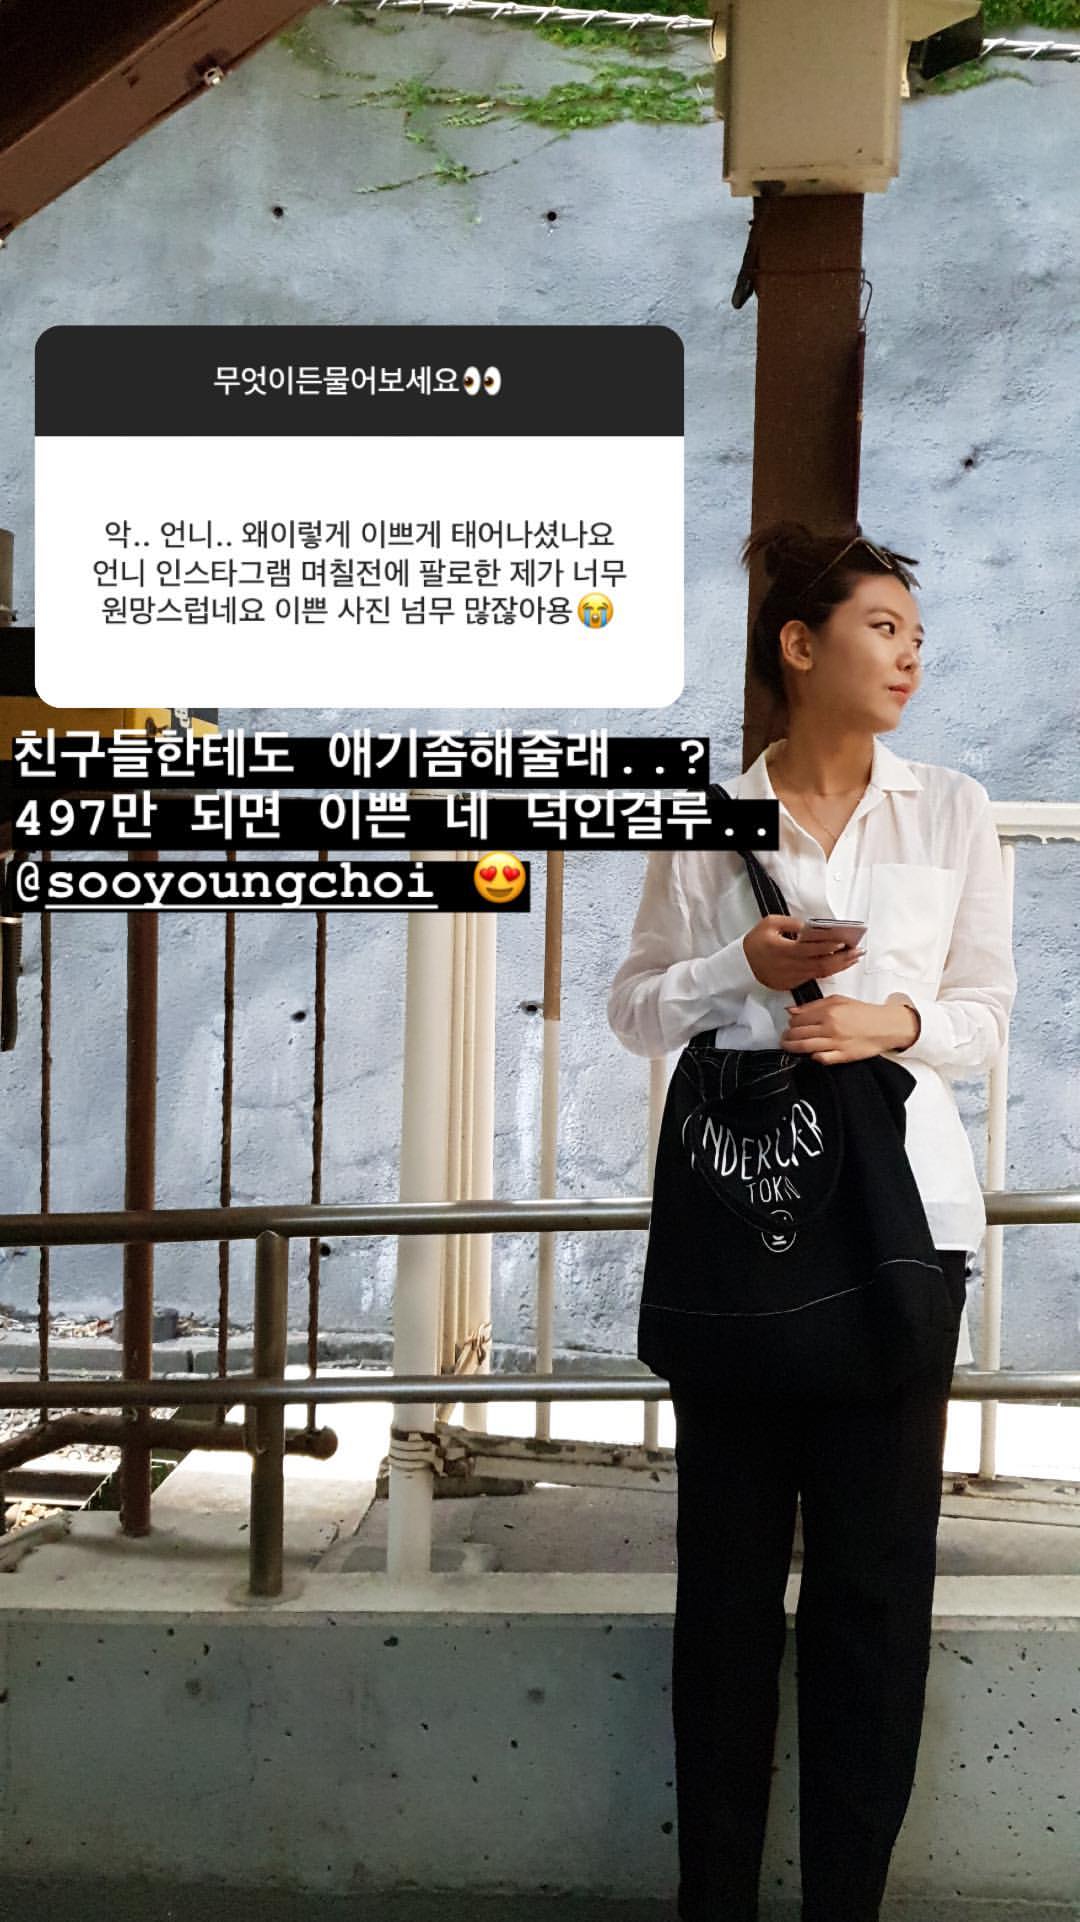 무엇이든물어보세요👀
악.. 언니.. 왜이렇게 이쁘게 태어나셨나요
언니 인스타그램 며칠전에 팔로한 제가 너무
원망스럽네요 이쁜 사진 넘무 많잖아용😭
친구들한테도 얘기좀해줄래..?
497만 되면 이쁜 네 덕인걸루..
@sooyoungchoi 😍